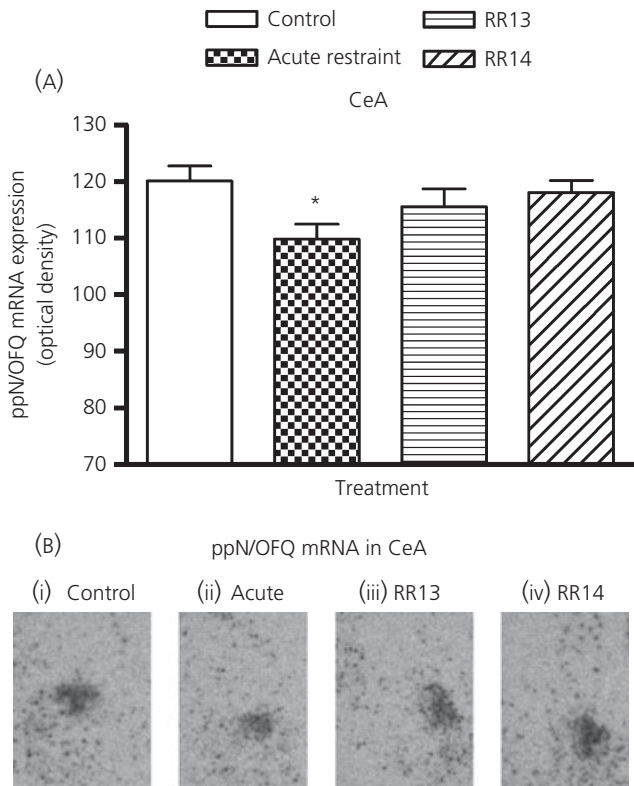 Control
RR13
Acute restraint
RR14
(A)
CeA
ppN/OFQ mRNA expression
(optical density)
130
120
110
100
90
80
70
*
Treatment
(B)
ppN/OFQ mRNA in CeA
(i) Control
(ii) Acute
(iii) RR13
(iv) RR14